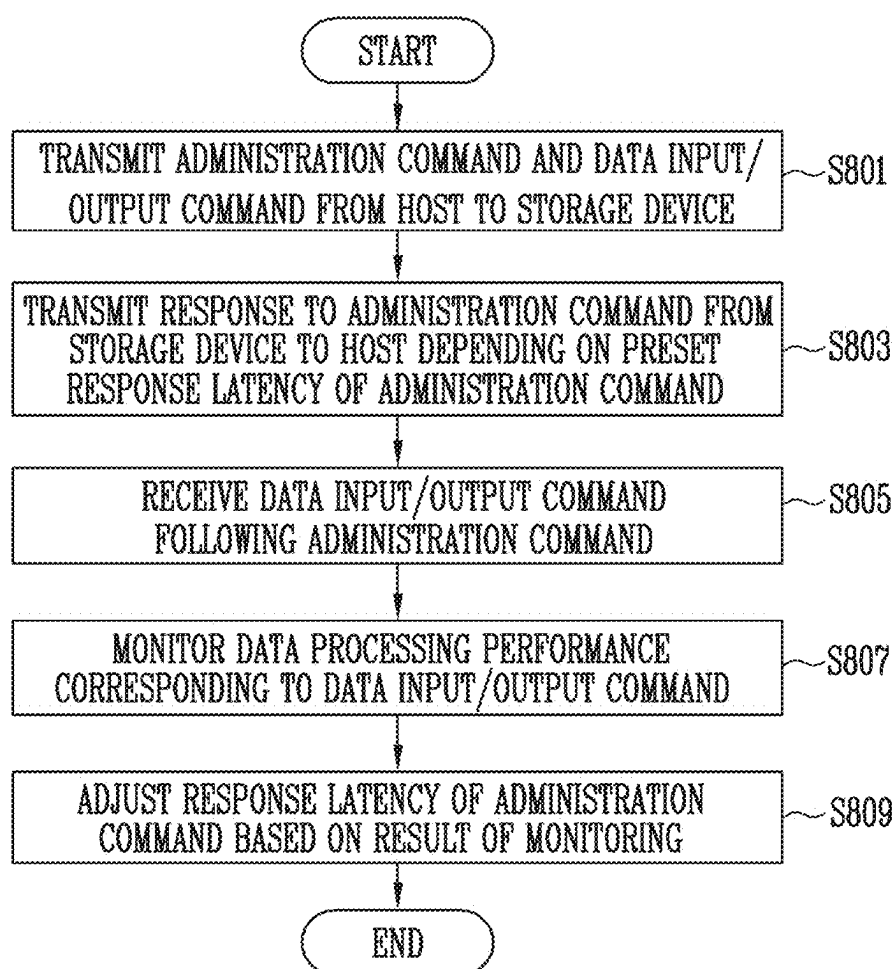 START
TRANSMIT ADMINISTRATION COMMAND AND DATA INPUT/
OUTPUT COMMAND FROM HOST TO STORAGE DEVICE
S801
TRANSMIT RESPONSE TO ADMINISTRATION COMMAND FROM
STORAGE DEVICE TO HOST DEPENDING ON PRESET
RESPONSE LATENCY OF ADMINISTRATION COMMAND
S803
RECEIVE DATA INPUT/OUTPUT COMMAND
FOLLOWING ADMINISTRATION COMMAND
S805
MONITOR DATA PROCESSING PERFORMANCE
CORRESPONDING TO DATA INPUT/OUTPUT COMMAND
S807
ADJUST RESPONSE LATENCY OF ADMINISTRATION
COMMAND BASED ON RESULT OF MONITORING
S809
END